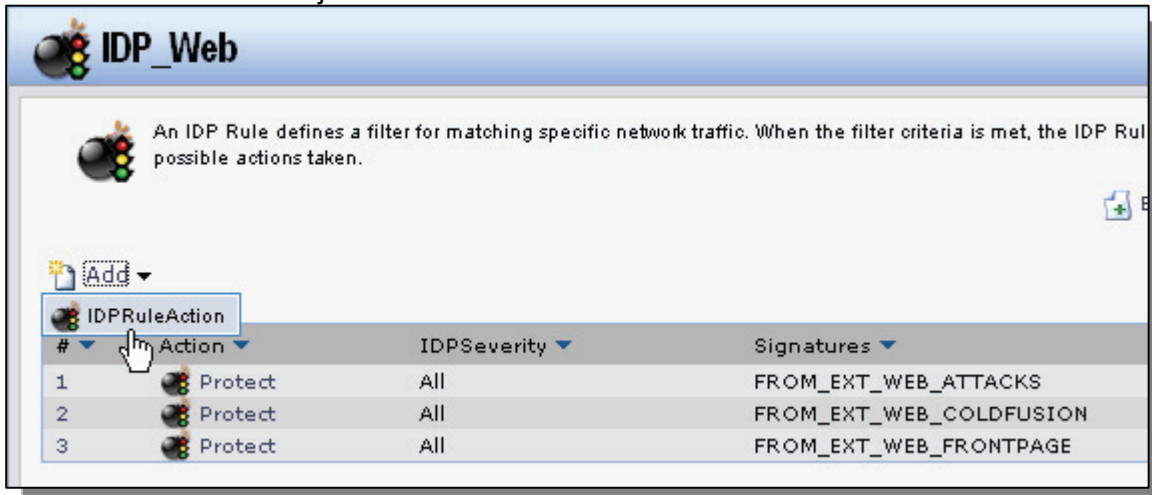 IDP_Web
An IDP Rule defines a filter for matching specific network traffic. When the filter criteria is met, the IDP Rul
possible actions taken.
Add
IDPRuleAction
# Action IDPSeverity Signatures
1 Protect All FROM_EXT_WEB_ATTACKS
2 Protect All FROM_EXT_WEB_COLDFUSION
3 Protect All FROM_EXT_WEB_FRONTPAGE